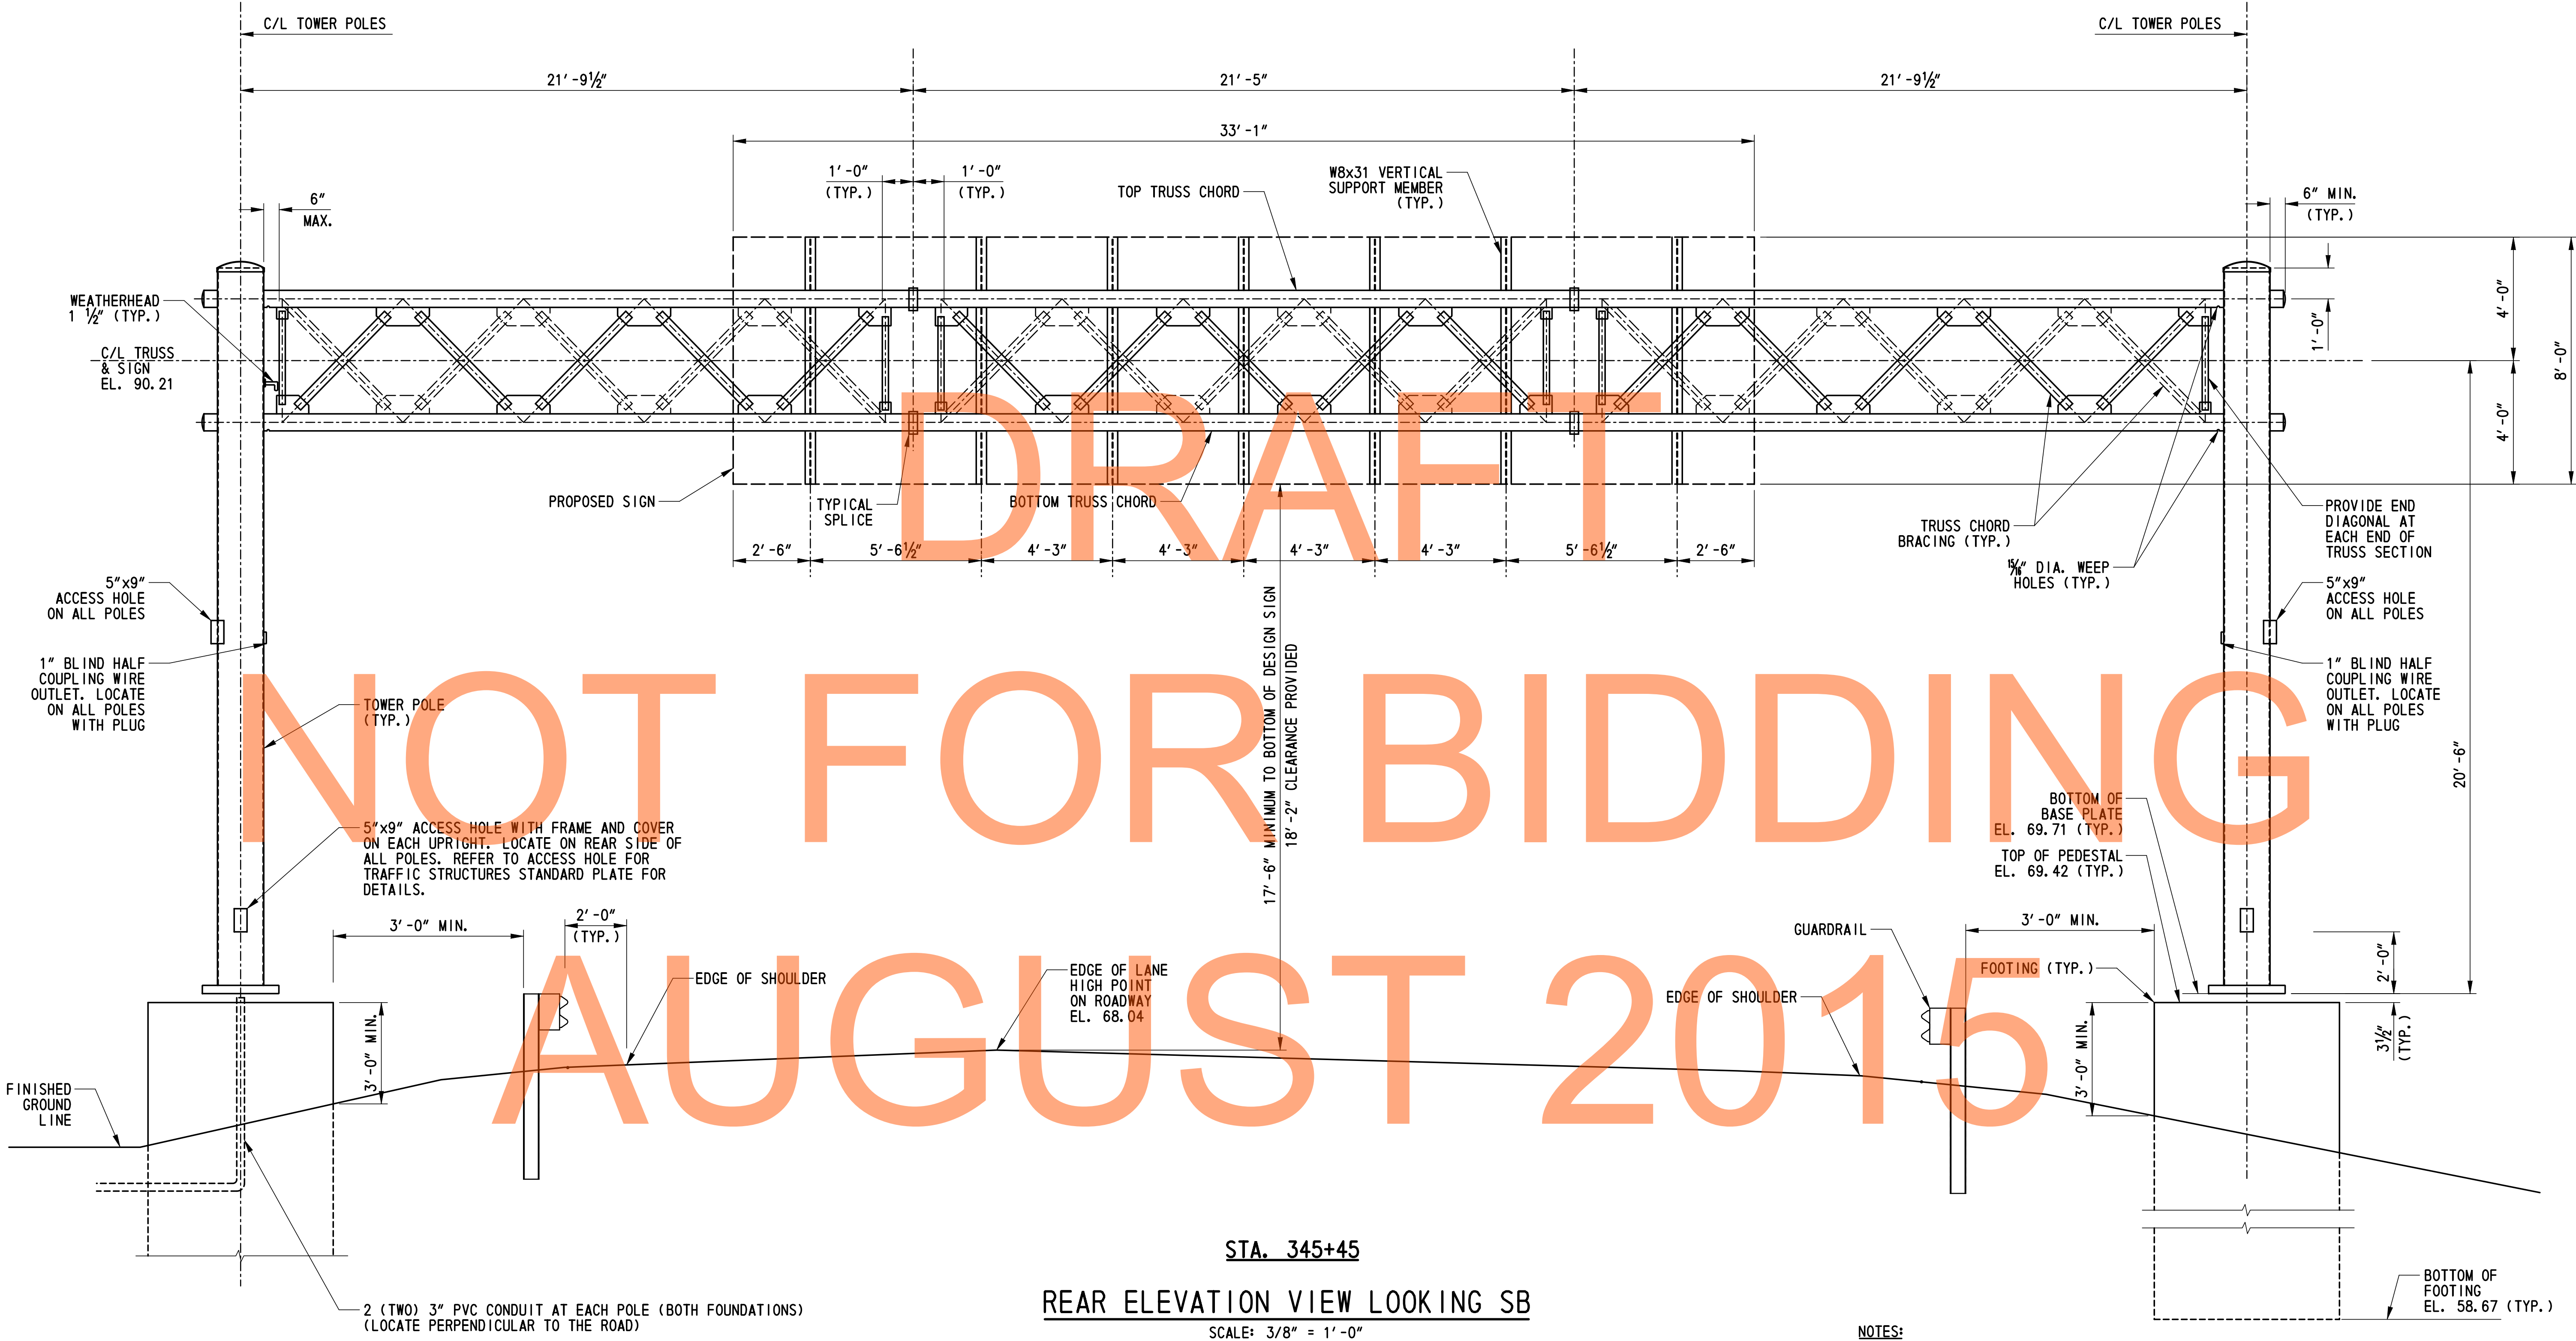 C/L TOWER POLES
C/L TOWER POLES
21'-9½"
21'-5"
21'-9½"
33'-1"
1'-0"
(TYP.)
1'-0"
(TYP.)
TOP TRUSS CHORD
W8x31 VERTICAL
SUPPORT MEMBER
(TYP.)
6"
MAX.
6" MIN.
(TYP.)
WEATHERHEAD
1 ½" (TYP.)
C/L TRUSS
& SIGN
EL. 90.21
4'-0"
1'-0"
8'-0"
4'-0"
PROPOSED SIGN
TYPICAL
SPLICE
BOTTOM TRUSS CHORD
TRUSS CHORD
BRACING (TYP.)
PROVIDE END
DIAGONAL AT
EACH END OF
TRUSS SECTION
15/16" DIA. WEEP
HOLES (TYP.)
2'-6"
5'-6½"
4'-3"
4'-3"
4'-3"
4'-3"
5'-6½"
2'-6"
DRAFT
5"x9"
ACCESS HOLE
ON ALL POLES
5"x9"
ACCESS HOLE
ON ALL POLES
1" BLIND HALF
COUPLING WIRE
OUTLET. LOCATE
ON ALL POLES
WITH PLUG
1" BLIND HALF
COUPLING WIRE
OUTLET. LOCATE
ON ALL POLES
WITH PLUG
TOWER POLE
(TYP.)
17'-6" MINIMUM TO BOTTOM OF DESIGN SIGN
18'-2" CLEARANCE PROVIDED
20'-6"
NOT FOR BIDDING
5"x9" ACCESS HOLE WITH FRAME AND COVER
ON EACH UPRIGHT. LOCATE ON REAR SIDE OF
ALL POLES. REFER TO ACCESS HOLE FOR
TRAFFIC STRUCTURES STANDARD PLATE FOR
DETAILS.
BOTTOM OF
BASE PLATE
EL. 69.71 (TYP.)
TOP OF PEDESTAL
EL. 69.42 (TYP.)
3'-0" MIN.
2'-0"
(TYP.)
GUARDRAIL
3'-0" MIN.
EDGE OF SHOULDER
EDGE OF LANE
HIGH POINT
ON ROADWAY
EL. 68.04
EDGE OF SHOULDER
FOOTING (TYP.)
2'-0"
3½"
(TYP.)
3'-0" MIN.
3'-0" MIN.
AUGUST 2015
FINISHED
GROUND
LINE
2 (TWO) 3" PVC CONDUIT AT EACH POLE (BOTH FOUNDATIONS)
(LOCATE PERPENDICULAR TO THE ROAD)
STA. 345+45
REAR ELEVATION VIEW LOOKING SB
SCALE: 3/8" = 1'-0"
NOTES:
BOTTOM OF
FOOTING
EL. 58.67 (TYP.)